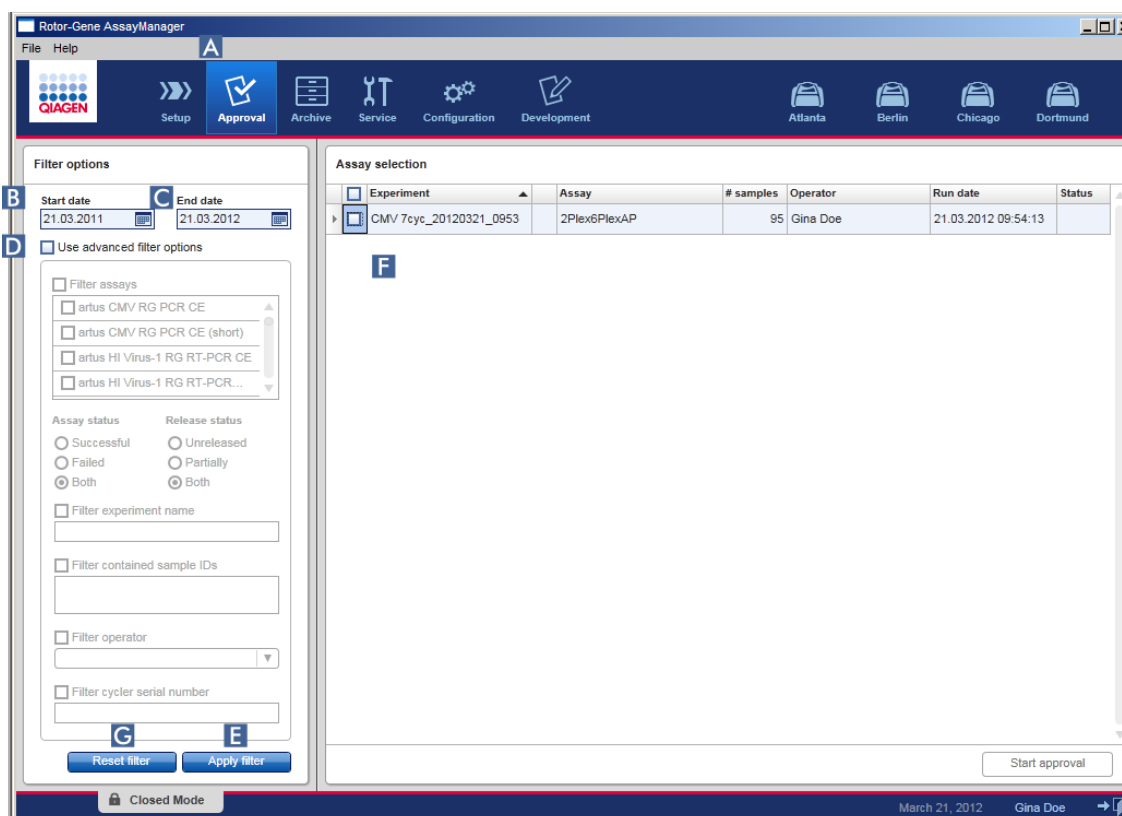 Rotor-Gene AssayManager
File Help
A
QIAGEN
Setup Approval Archive Service Configuration Development Atlanta Berlin Chicago Dortmund
Filter options
Assay selection
B Start date C End date
21.03.2011 21.03.2012
Experiment Assay # samples Operator Run date Status
CMV 7cyc_20120321_0953 2Plex6PlexAP 95 Gina Doe 21.03.2012 09:54:13
D Use advanced filter options
F
Filter assays
artus CMV RG PCR CE
artus CMV RG PCR CE (short)
artus HI Virus-1 RG RT-PCR CE
artus HI Virus-1 RG RT-PCR...
Assay status Release status
Successful Unreleased
Failed Partially
Both Both
Filter experiment name
Filter contained sample IDs
Filter operator
Filter cycler serial number
G E
Reset filter Apply filter
Start approval
Closed Mode
March 21, 2012 Gina Doe